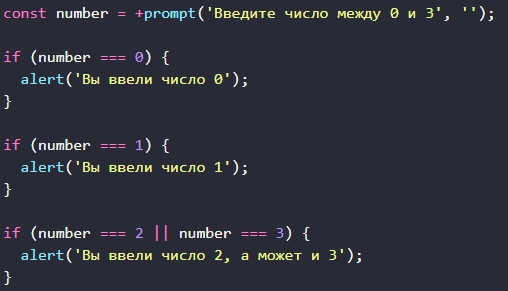 const number = +prompt('Введите число между 0 и 3', '');
if (number === 0) {
alert('Вы ввели число 0');
}
if (number === 1) {
alert('Вы ввели число 1');
}
if (number === 2 || number === 3) {
alert('Вы ввели число 2, а может и 3');
}